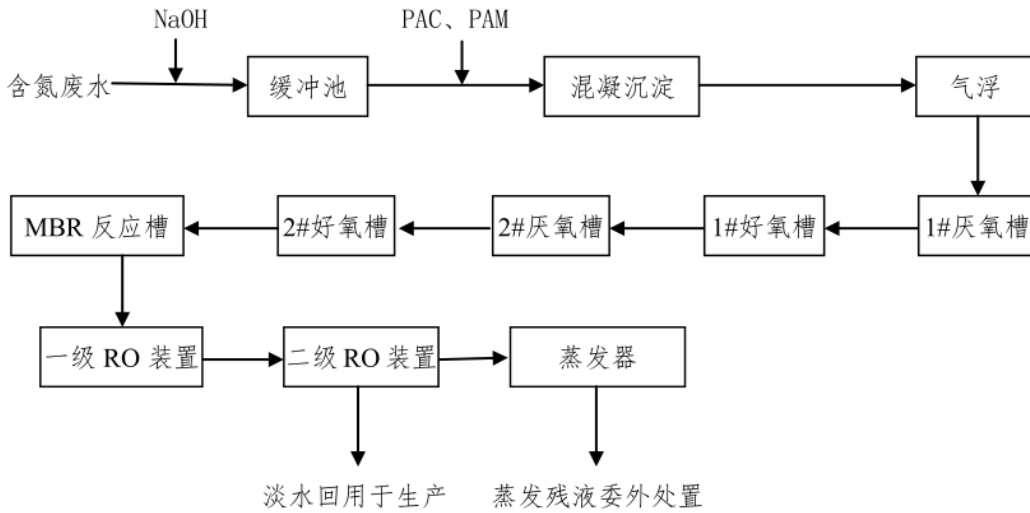 NaOH
PAC、PAM
含氮废水
缓冲池
混凝沉淀
气浮
MBR 反应槽
2#好氧槽
2#厌氧槽
1#好氧槽
1#厌氧槽
一级 RO 装置
二级 RO 装置
蒸发器
淡水回用于生产
蒸发残液委外处置